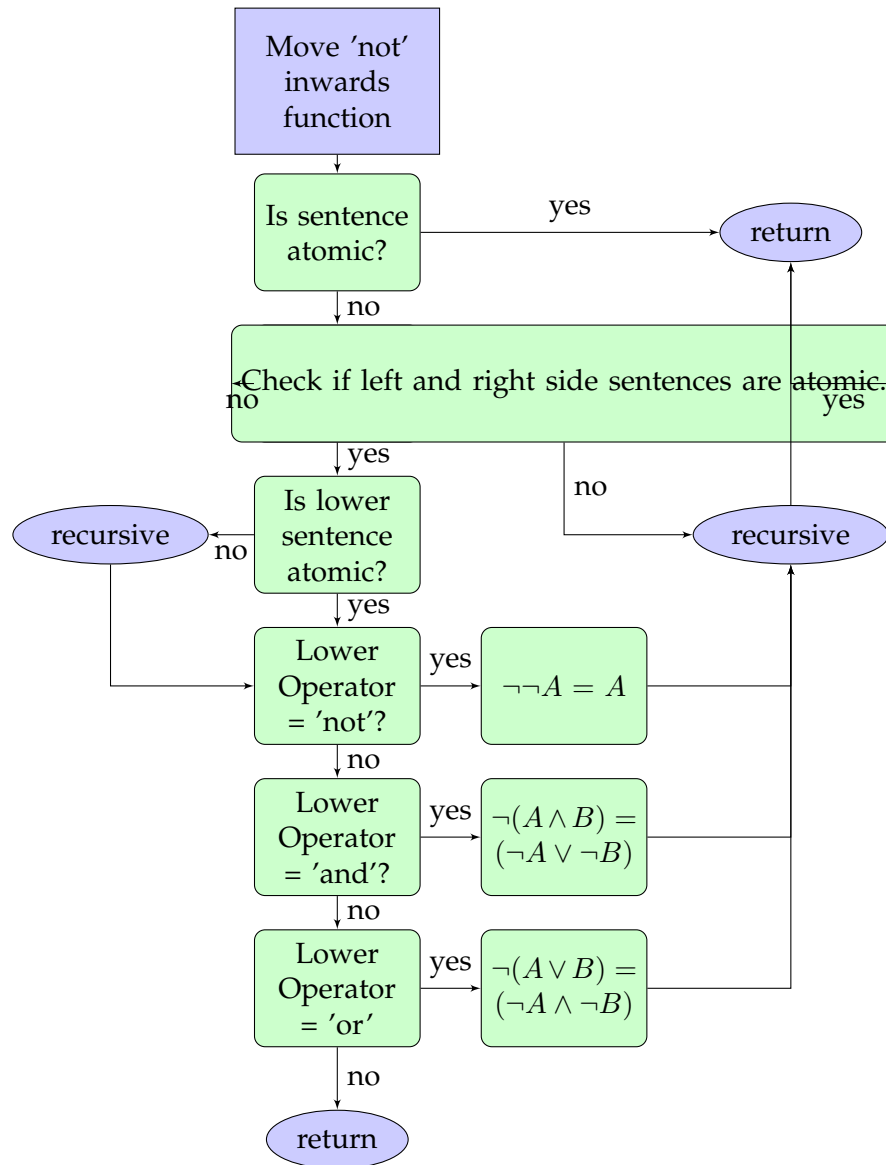 Move 'not'
inwards
function
Is sentence
atomic?
yes
return
no
Check if left and right side sentences are atomic.
no
yes
yes
no
Is lower
sentence
atomic?
recursive
no
recursive
yes
Lower
Operator
= 'not'?
yes
¬¬A = A
no
Lower
Operator
= 'and'?
yes
¬(A ∧ B) =
(¬A ∨ ¬B)
no
Lower
Operator
= 'or'
yes
¬(A ∨ B) =
(¬A ∧ ¬B)
no
return